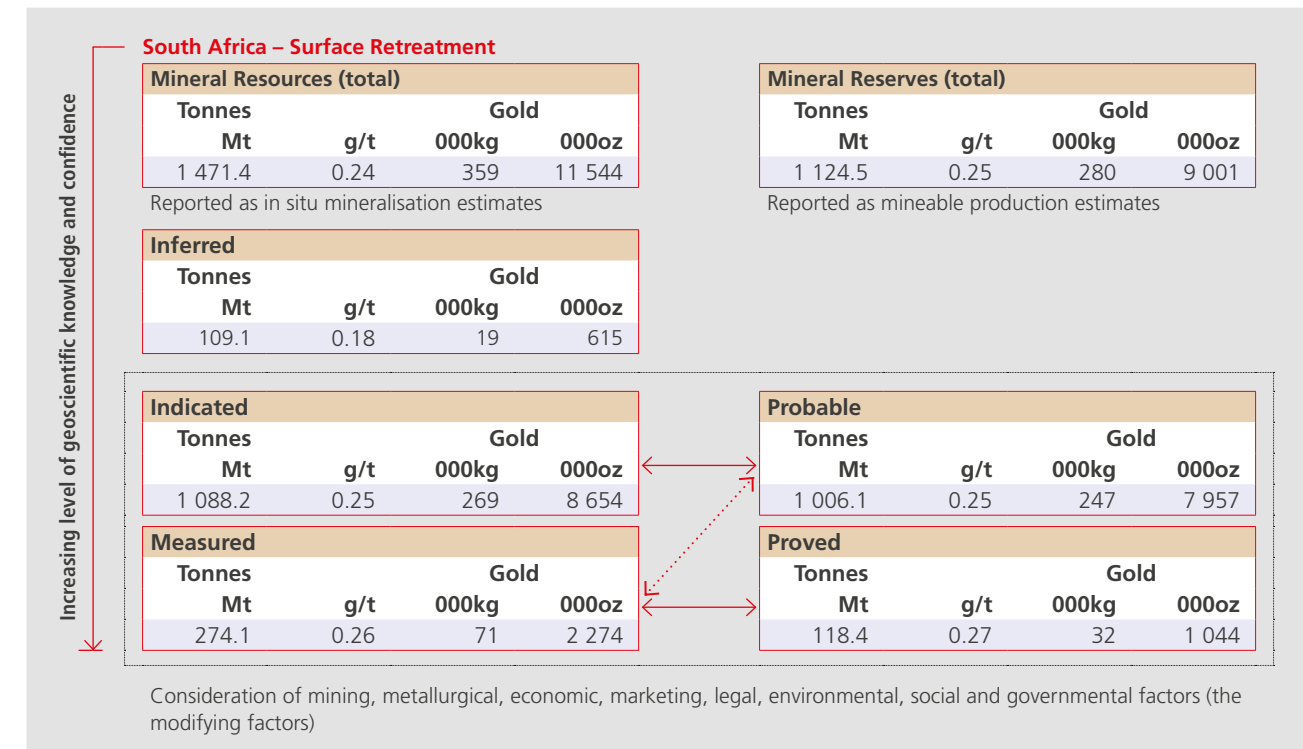 South Africa – Surface Retreatment
Mineral Resources (total)
Tonnes Gold
Mt g/t 000kg 000oz
1 471.4 0.24 359 11 544
Reported as in situ mineralisation estimates
Mineral Reserves (total)
Tonnes Gold
Mt g/t 000kg 000oz
1 124.5 0.25 280 9 001
Reported as mineable production estimates
Inferred
Tonnes Gold
Mt g/t 000kg 000oz
109.1 0.18 19 615
Indicated
Tonnes Gold
Mt g/t 000kg 000oz
1 088.2 0.25 269 8 654
Probable
Tonnes Gold
Mt g/t 000kg 000oz
1 006.1 0.25 247 7 957
Measured
Tonnes Gold
Mt g/t 000kg 000oz
274.1 0.26 71 2 274
Proved
Tonnes Gold
Mt g/t 000kg 000oz
118.4 0.27 32 1 044
Increasing level of geoscientific knowledge and confidence
Consideration of mining, metallurgical, economic, marketing, legal, environmental, social and governmental factors (the
modifying factors)